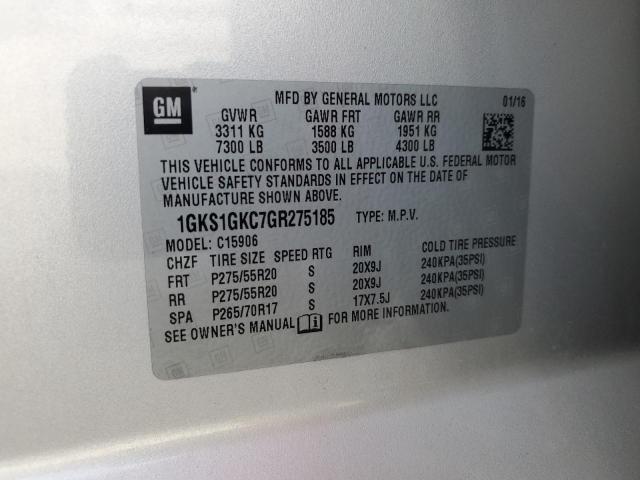 GM
MFD BY GENERAL MOTORS LLC 01/16
GVWR GAWR FRT GAWR RR
3311 KG 1588 KG 1951 KG
7300 LB 3500 LB 4300 LB
THIS VEHICLE CONFORMS TO ALL APPLICABLE U.S. FEDERAL MOTOR
VEHICLE SAFETY STANDARDS IN EFFECT ON THE DATE OF
MANUFACTURE SHOWN ABOVE.
1GKS1GKC7GR275185 TYPE: M.P.V.
MODEL: C15906
CHZF TIRE SIZE SPEED RTG RIM COLD TIRE PRESSURE
FRT P275/55R20 S 20X9J 240KPA(35PSI)
RR P275/55R20 S 20X9J 240KPA(35PSI)
SPA P265/70R17 S 17X7.5J 240KPA(35PSI)
SEE OWNER'S MANUAL FOR MORE INFORMATION.